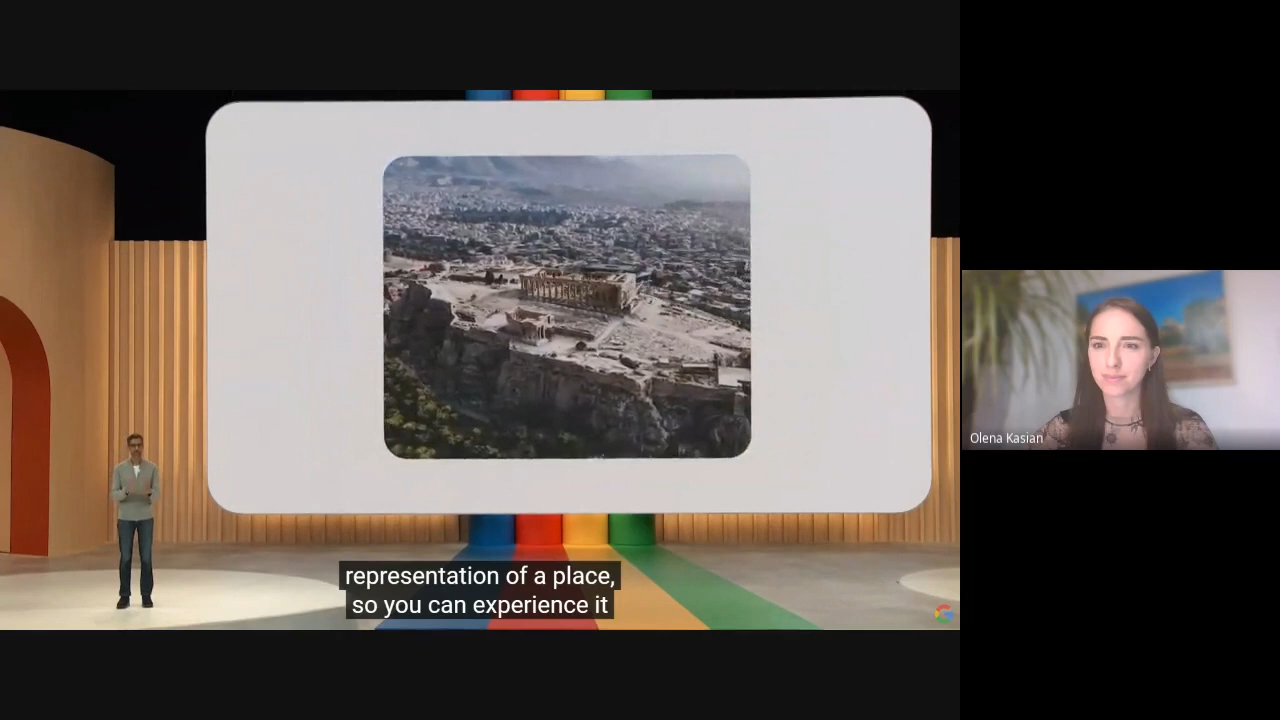 representation of a place,
so you can experience it
Olena Kasian